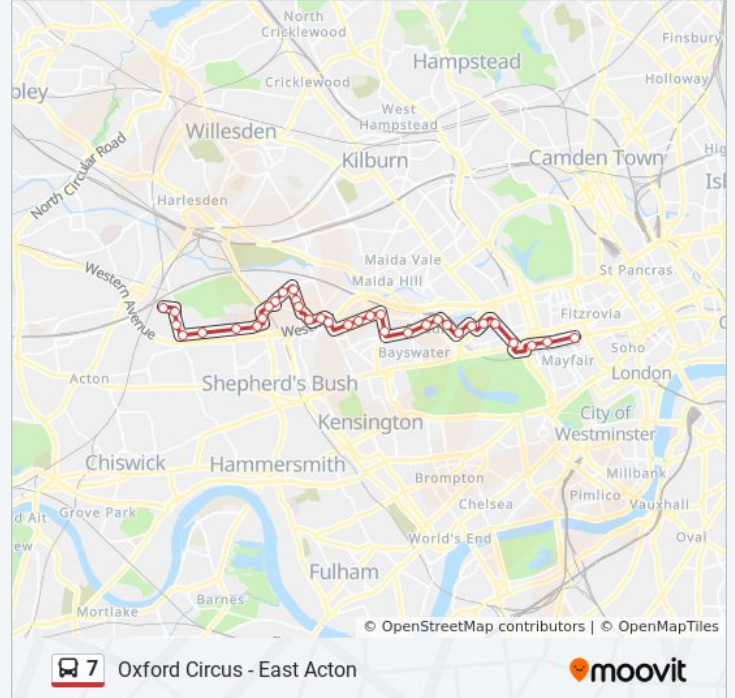 North
Cricklewood
Finsbury
Hampstead
Holloway
Cricklewood
oley
West
Hampstead
Willesden
Kilburn
Camden Town
Hig
Isl
North Circular Road
Harlesden
Maida Vale
St Pancras
Western Avenue
Maida Hill
Fitzrovia
West
Bayswater
Soho
Mayfair
Acton
Shepherd's Bush
London
Kensington
City of
Westminster
Chiswick
Hammersmith
Brompton
Millbank
Pimlico
Chelsea
Vauxhall
d Ait
Grove Park
World's End
Oval
ew
Fulham
Barnes
Mortlake
© OpenStreetMap contributors | © OpenMapTiles
7 Oxford Circus - East Acton
moovit